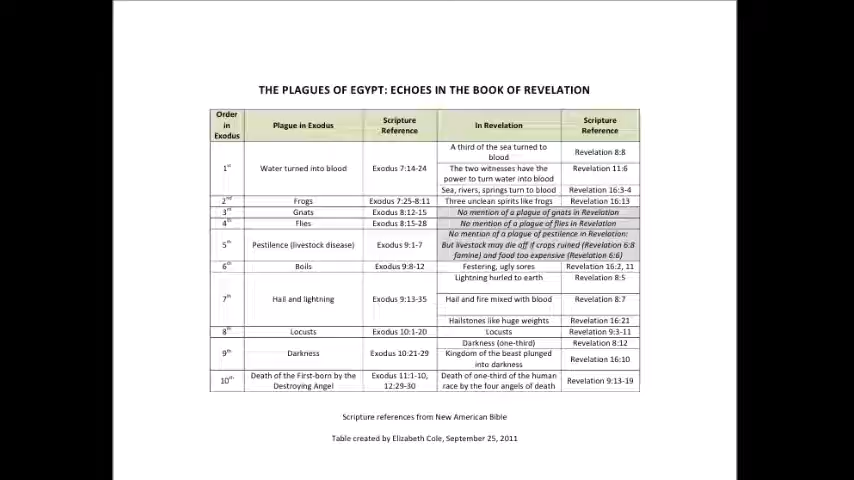 THE PLAGUES OF EGYPT: ECHOES IN THE BOOK OF REVELATION
Order in Exodus | Plague in Exodus | Scripture Reference | In Revelation | Scripture Reference
1st | Water turned into blood | Exodus 7:14-24 | A third of the sea turned to blood | Revelation 8:8
The two witnesses have the power to turn water into blood | Revelation 11:6
Sea, rivers, springs turn to blood | Revelation 16:3-4
2nd | Frogs | Exodus 7:25-8:11 | Three unclean spirits like frogs | Revelation 16:13
3rd | Gnats | Exodus 8:12-15 | No mention of a plague of gnats in Revelation
4th | Flies | Exodus 8:15-28 | No mention of a plague of flies in Revelation
5th | Pestilence (livestock disease) | Exodus 9:1-7 | No mention of a plague of pestilence in Revelation: But livestock may die off if crops ruined (Revelation 6:8 famine) and food too expensive (Revelation 6:6)
6th | Boils | Exodus 9:8-12 | Festering, ugly sores | Revelation 16:2, 11
7th | Hail and lightning | Exodus 9:13-35 | Lightning hurled to earth | Revelation 8:5
Hail and fire mixed with blood | Revelation 8:7
Hailstones like huge weights | Revelation 16:21
8th | Locusts | Exodus 10:1-20 | Locusts | Revelation 9:3-11
9th | Darkness | Exodus 10:21-29 | Darkness (one-third) | Revelation 8:12
Kingdom of the beast plunged into darkness | Revelation 16:10
10th | Death of the First-born by the Destroying Angel | Exodus 11:1-10, 12:29-30 | Death of one-third of the human race by the four angels of death | Revelation 9:13-19
Scripture references from New American Bible
Table created by Elizabeth Cole, September 25, 2011